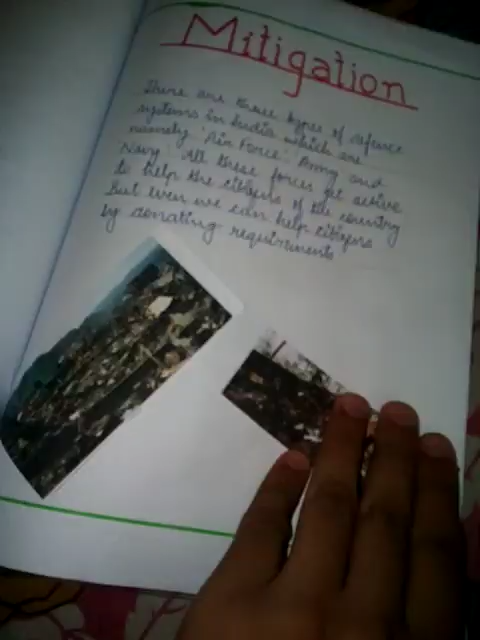 Mitigation
There are three types of defence
systems in India which are
namely 'Air Force', Army and
Navy'. All these forces get active
to help the citizens of the country
But even we can help citizens
by donating requirments